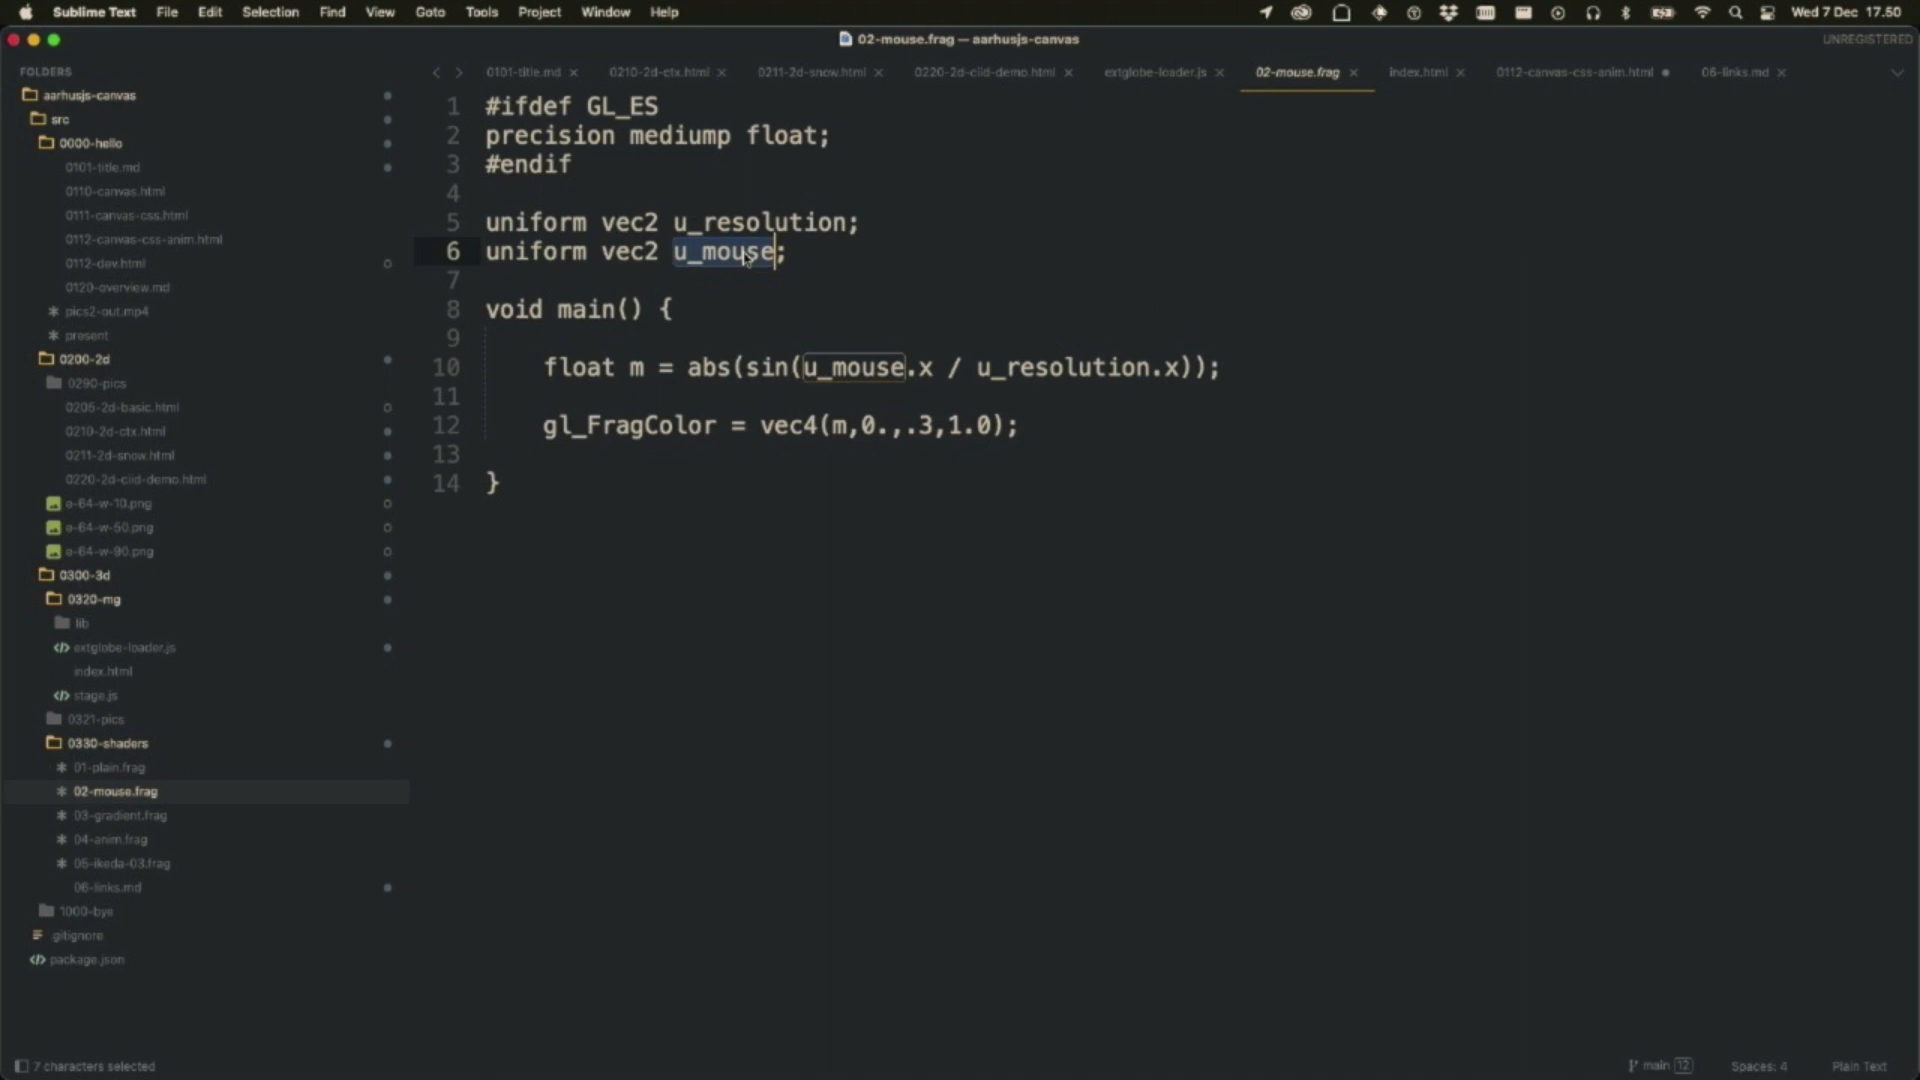 Sublime Text File Edit Selection Find View Goto Tools Project Window Help Wed 7 Dec 17.50
02-mouse.frag — aarhusjs-canvas UNREGISTERED
FOLDERS
aarhusjs-canvas
src
0000-hello
0101-title.md
0110-canvas.html
0111-canvas-css.html
0112-canvas-css-anim.html
0112-dev.html
0120-overview.md
pics2-out.mp4
present
0200-2d
0290-pics
0205-2d-basic.html
0210-2d-ctx.html
0211-2d-snow.html
0220-2d-ciid-demo.html
e-64-w-10.png
e-64-w-50.png
e-64-w-90.png
0300-3d
0320-mg
lib
extglobe-loader.js
index.html
stage.js
0321-pics
0330-shaders
01-plain.frag
02-mouse.frag
03-gradient.frag
04-anim.frag
05-ikeda-03.frag
06-links.md
1000-bye
.gitignore
package.json
0101-title.md 0210-2d-ctx.html 0211-2d-snow.html 0220-2d-ciid-demo.html extglobe-loader.js 02-mouse.frag index.html 0112-canvas-css-anim.html 06-links.md
1 #ifdef GL_ES
2 precision mediump float;
3 #endif
4
5 uniform vec2 u_resolution;
6 uniform vec2 u_mouse;
7
8 void main() {
9
10 float m = abs(sin(u_mouse.x / u_resolution.x));
11
12 gl_FragColor = vec4(m,0.,.3,1.0);
13
14 }
7 characters selected main 12 Spaces: 4 Plain Text